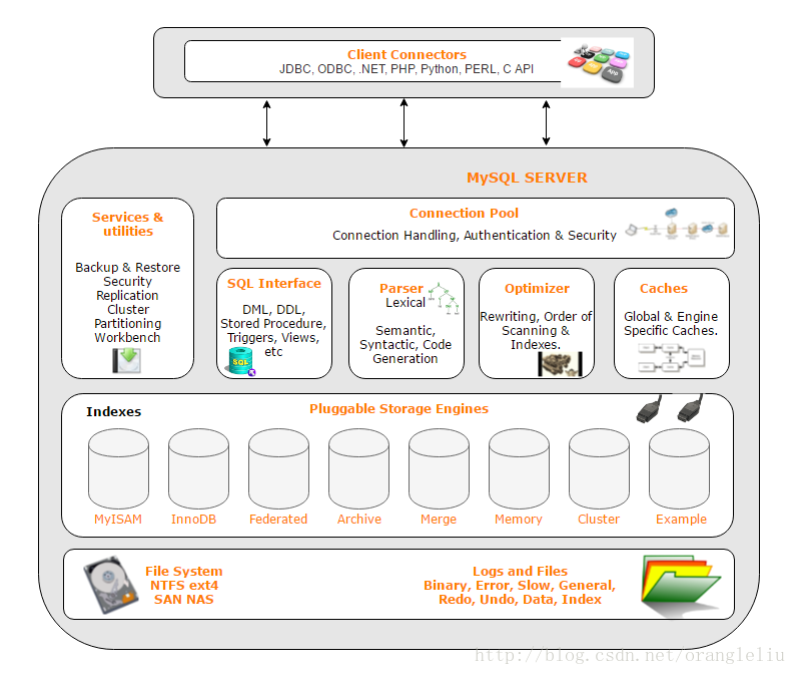 Client Connectors
JDBC, ODBC, .NET, PHP, Python, PERL, C API
MySQL SERVER
Services &
utilities
Backup & Restore
Security
Replication
Cluster
Partitioning
Workbench
Connection Pool
Connection Handling, Authentication & Security
SQL Interface
DML, DDL,
Stored Procedure,
Triggers, Views,
etc
SQL
Parser
Lexical
Semantic,
Syntactic, Code
Generation
Optimizer
Rewriting, Order of
Scanning &
Indexes.
Caches
Global & Engine
Specific Caches.
Indexes
Pluggable Storage Engines
MyISAM
InnoDB
Federated
Archive
Merge
Memory
Cluster
Example
File System
NTFS ext4
SAN NAS
Logs and Files
Binary, Error, Slow, General,
Redo, Undo, Data, Index
http://blog.csdn.net/orangleliu